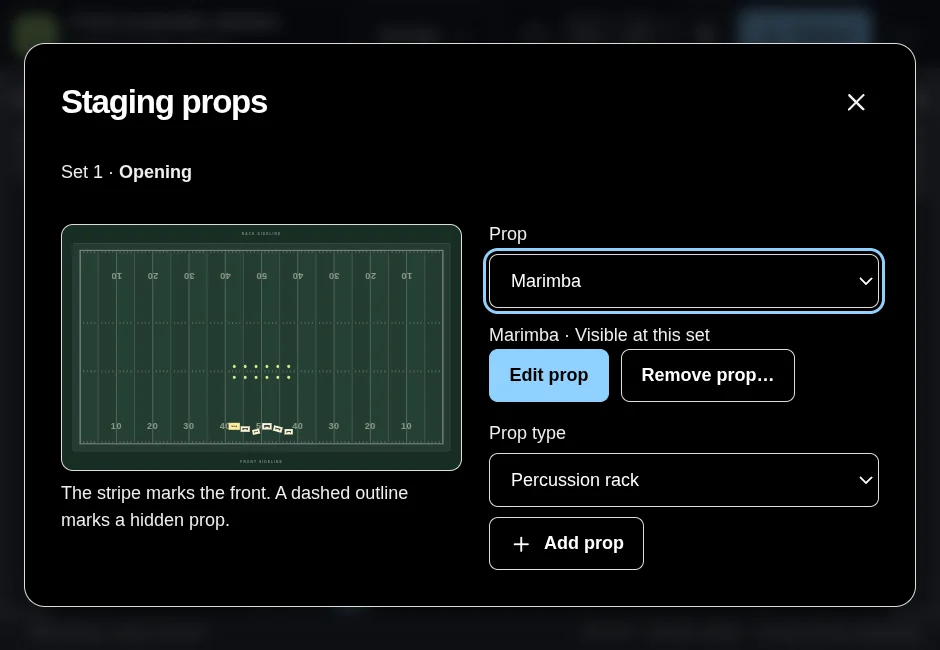 Staging props
Set 1 · Opening
BACK SIDELINE
10 20 30 40 50 40 30 20 10
10 20 30 40 40 30 20 10
FRONT SIDELINE
The stripe marks the front. A dashed outline
marks a hidden prop.
Prop
Marimba
Marimba · Visible at this set
Edit prop
Remove prop…
Prop type
Percussion rack
Add prop